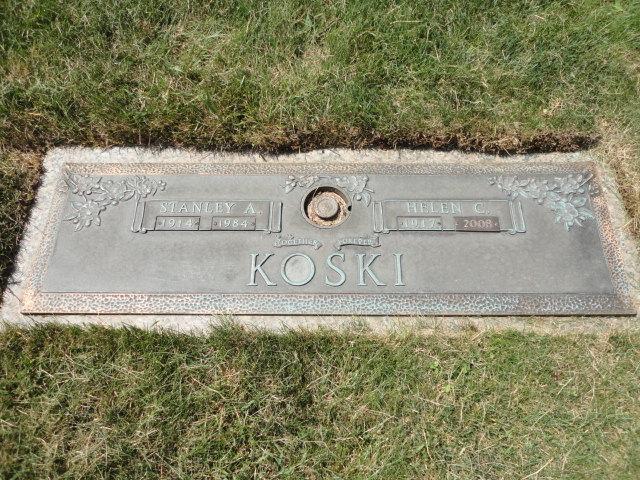 STANLEY A.
1914 1984
HELEN C.
1917 2008
TOGETHER FOREVER
KOSKI